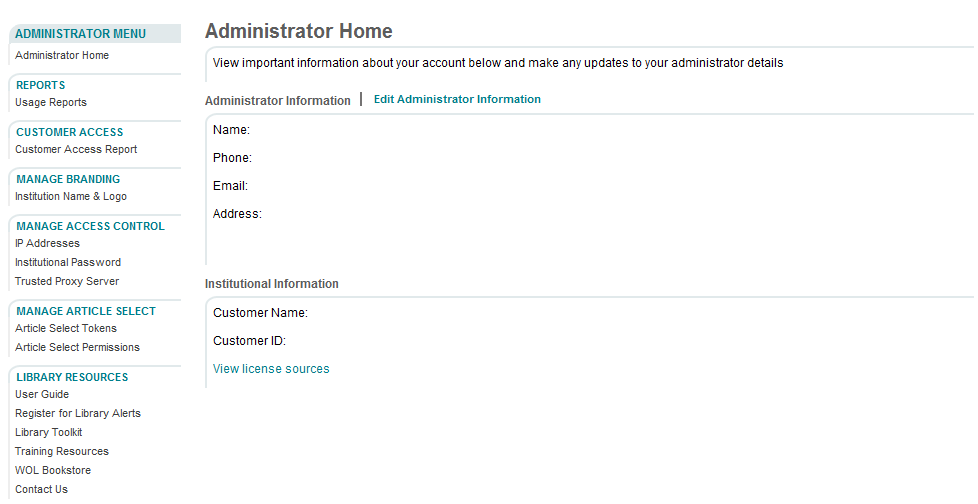 ADMINISTRATOR MENU
Administrator Home
REPORTS
Usage Reports
CUSTOMER ACCESS
Customer Access Report
MANAGE BRANDING
Institution Name & Logo
MANAGE ACCESS CONTROL
IP Addresses
Institutional Password
Trusted Proxy Server
MANAGE ARTICLE SELECT
Article Select Tokens
Article Select Permissions
LIBRARY RESOURCES
User Guide
Register for Library Alerts
Library Toolkit
Training Resources
WOL Bookstore
Contact Us
Administrator Home
View important information about your account below and make any updates to your administrator details
Administrator Information | Edit Administrator Information
Name:
Phone:
Email:
Address:
Institutional Information
Customer Name:
Customer ID:
View license sources